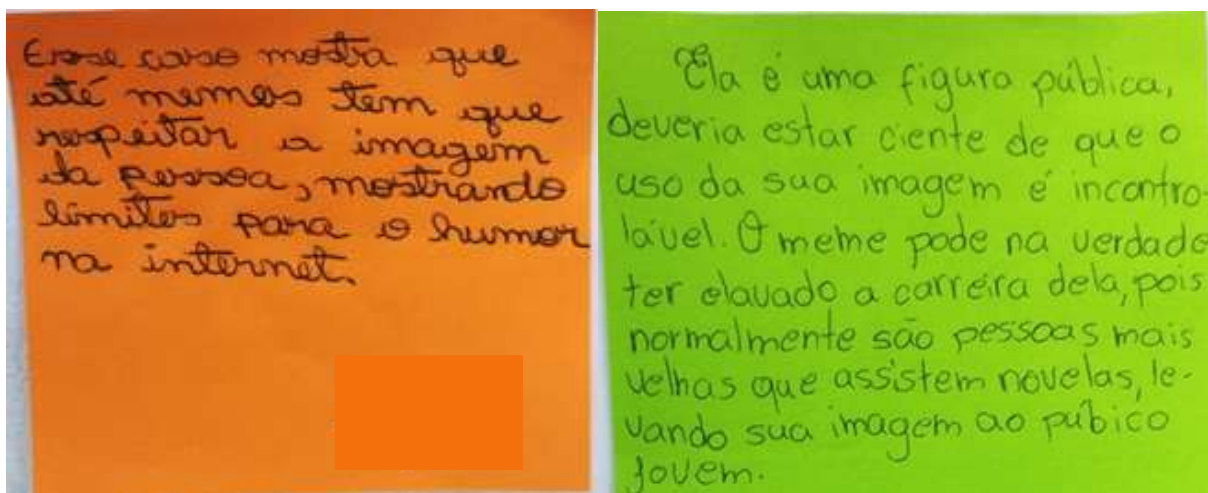 Esse caso mostra que
até memes tem que
respeitar a imagem
da pessoa, mostrando
limites para o humor
na internet.
Ela é uma figura pública,
deveria estar ciente de que o
uso da sua imagem é incontro-
lável. O meme pode na verdade
ter elavado a carreira dela, pois
normalmente são pessoas mais
velhas que assistem novelas, le-
vando sua imagem ao púbico
jovem.